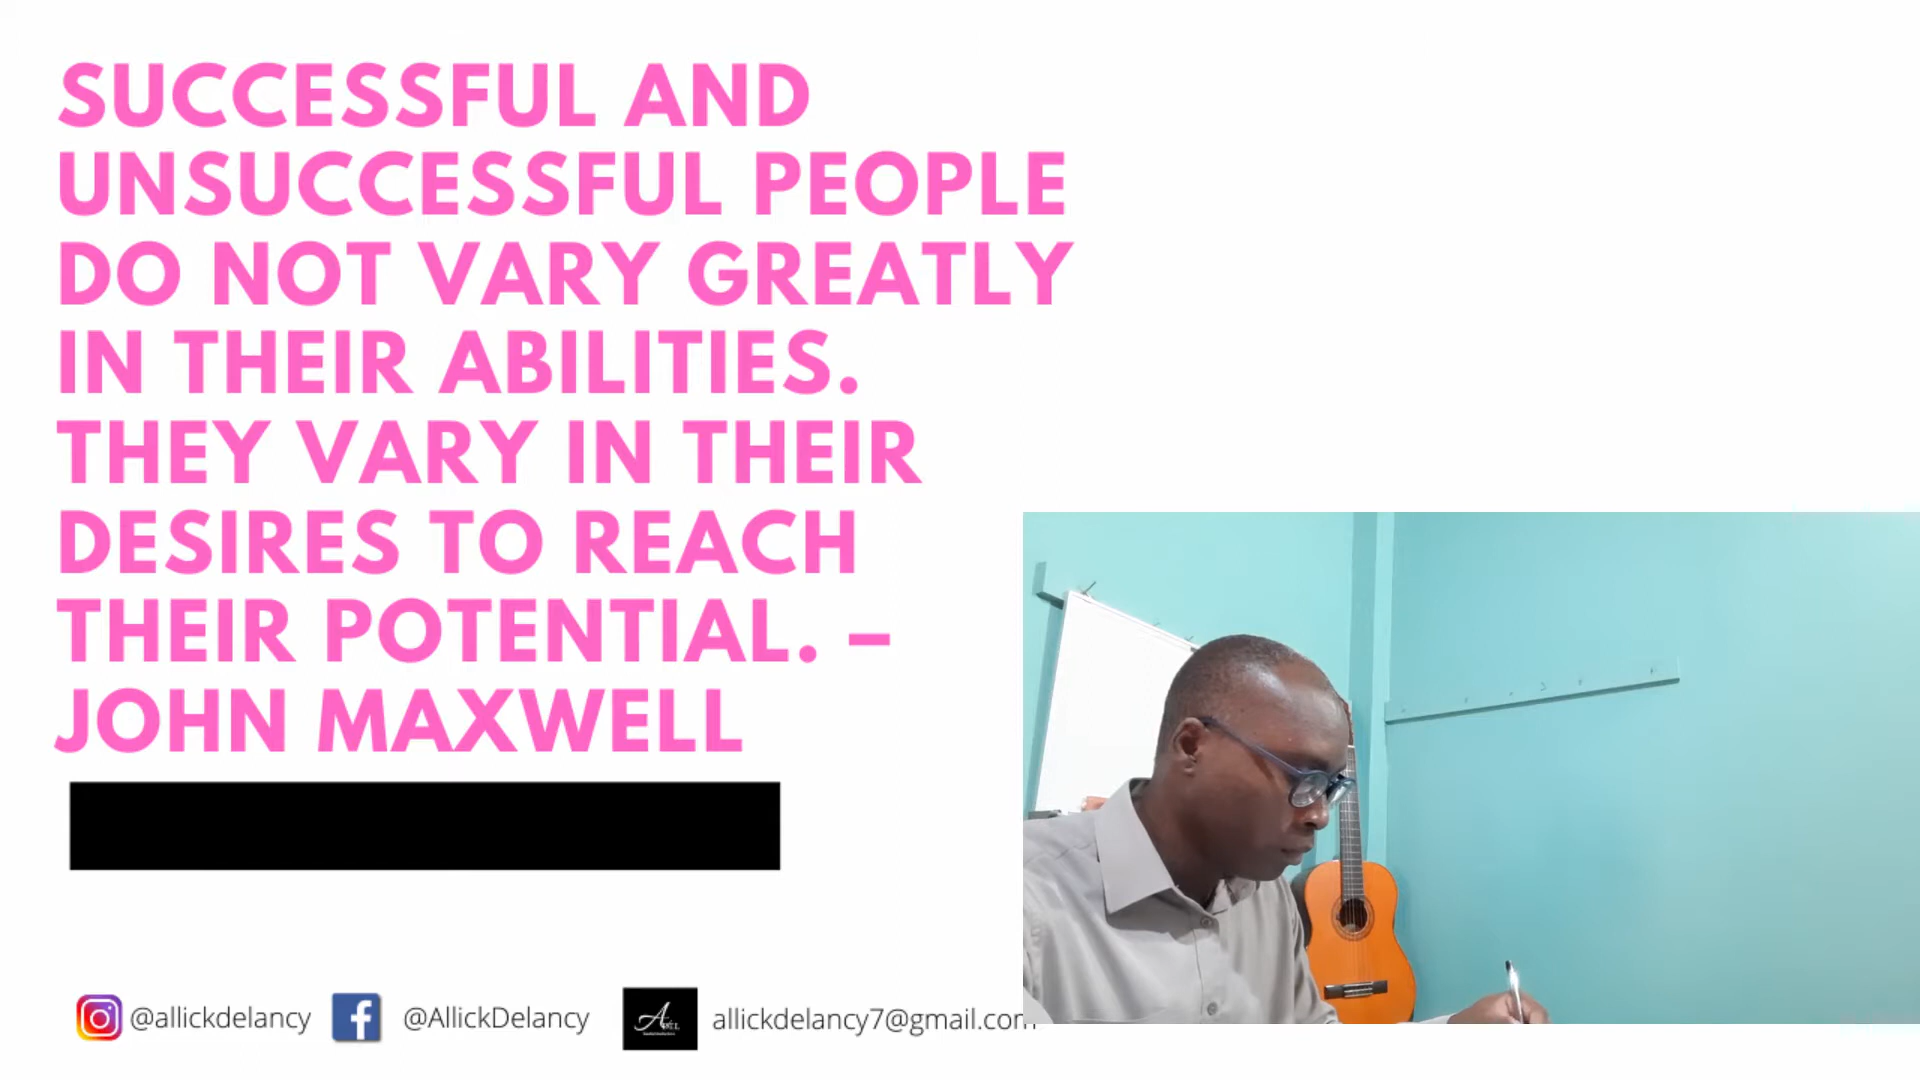 SUCCESSFUL AND
UNSUCCESSFUL PEOPLE
DO NOT VARY GREATLY
IN THEIR ABILITIES.
THEY VARY IN THEIR
DESIRES TO REACH
THEIR POTENTIAL. –
JOHN MAXWELL
@allickdelancy @AllickDelancy allickdelancy7@gmail.com